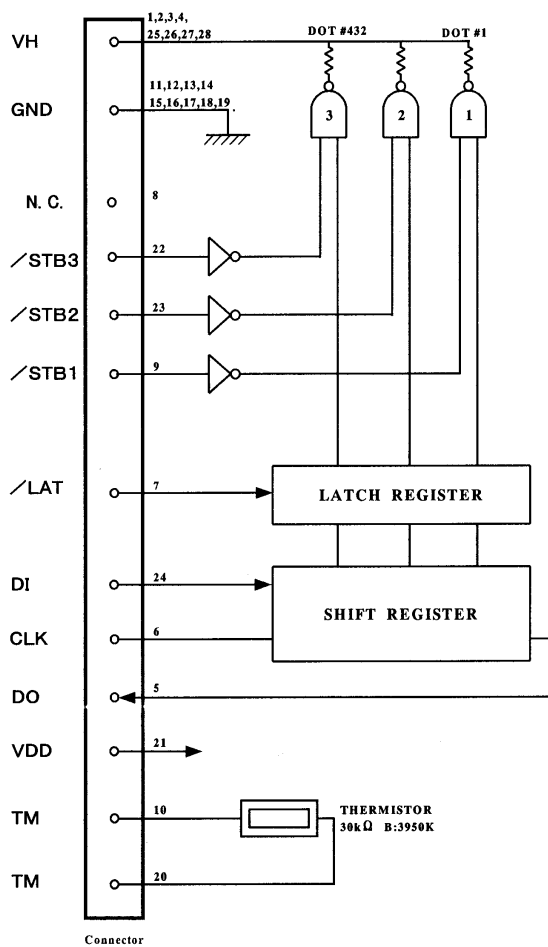 1,2,3,4,
VH 25,26,27,28 DOT #432 DOT #1
11,12,13,14
GND 15,16,17,18,19
3 2 1
N. C. 8
/STB3 22
/STB2 23
/STB1 9
/LAT 7 LATCH REGISTER
DI 24
SHIFT REGISTER
CLK 6
DO 5
VDD 21
TM 10 THERMISTOR
30kΩ B:3950K
TM 20
Connector